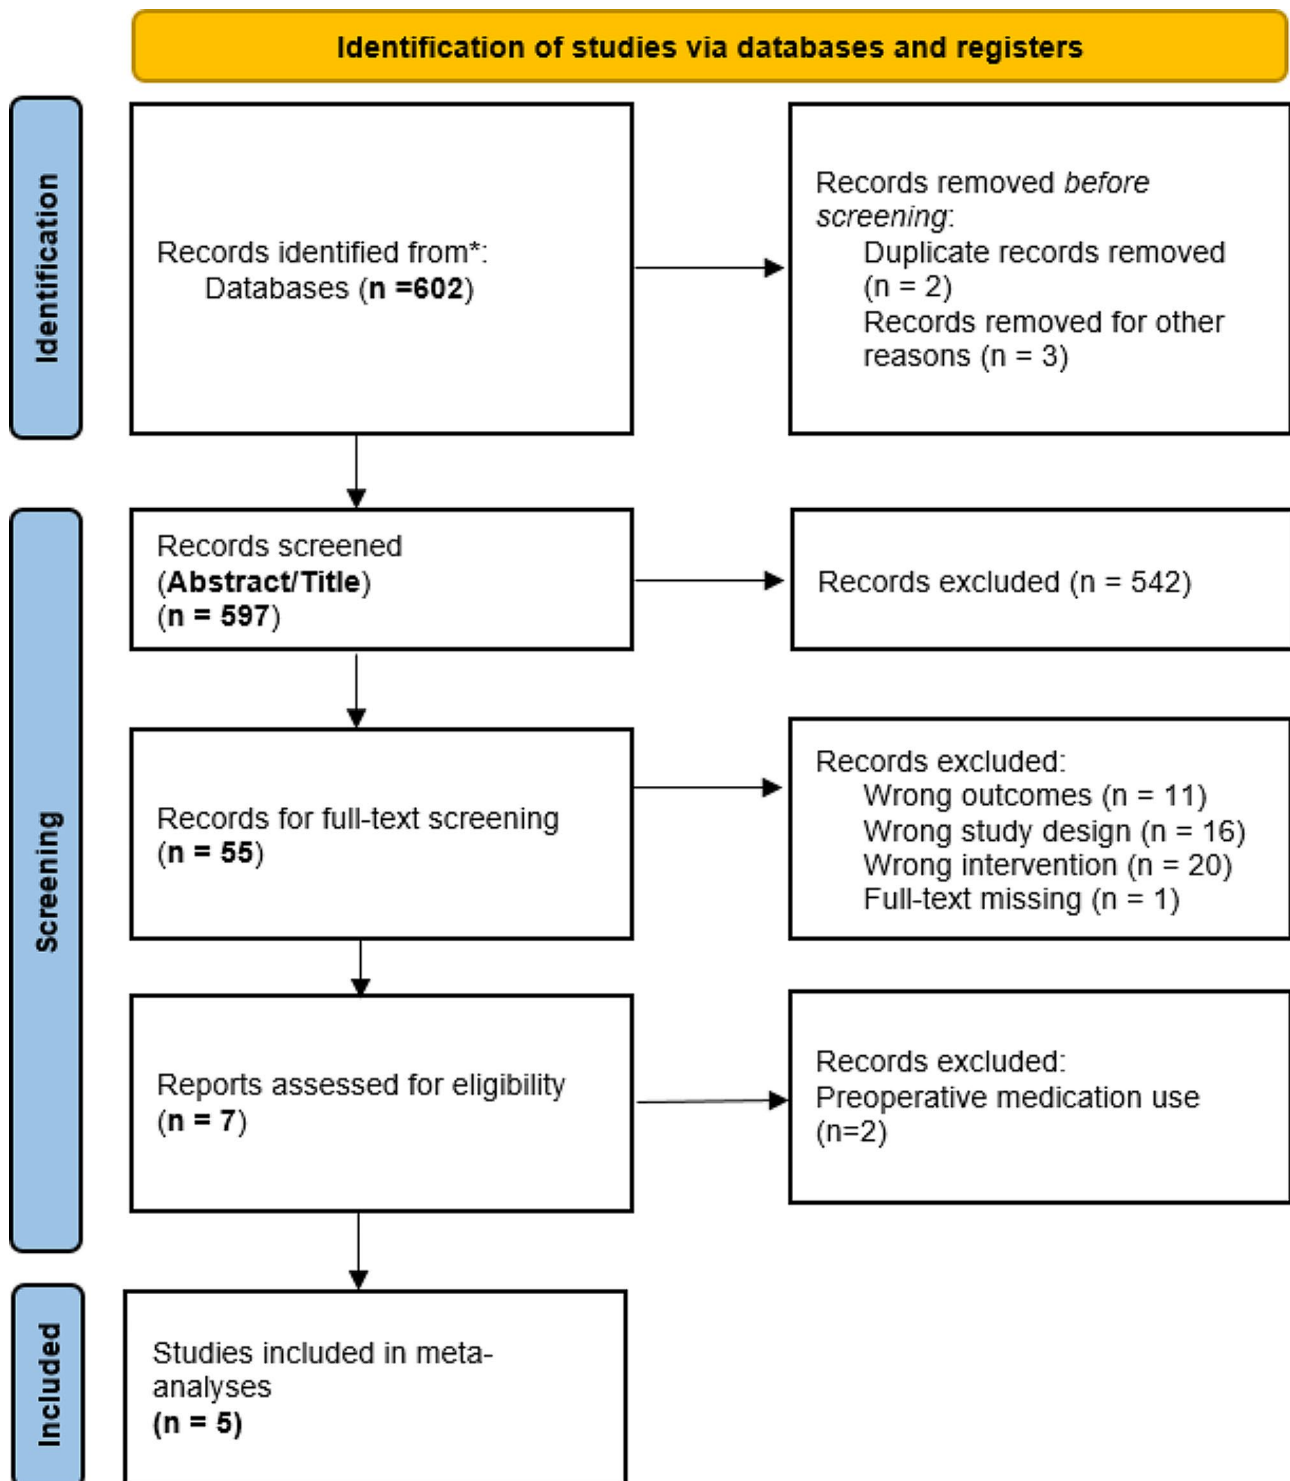 Identification of studies via databases and registers
Identification
Records identified from*:
Databases (n =602)
Records removed before
screening:
Duplicate records removed
(n = 2)
Records removed for other
reasons (n = 3)
Screening
Records screened
(Abstract/Title)
(n = 597)
Records excluded (n = 542)
Records for full-text screening
(n = 55)
Records excluded:
Wrong outcomes (n = 11)
Wrong study design (n = 16)
Wrong intervention (n = 20)
Full-text missing (n = 1)
Reports assessed for eligibility
(n = 7)
Records excluded:
Preoperative medication use
(n=2)
Included
Studies included in meta-
analyses
(n = 5)